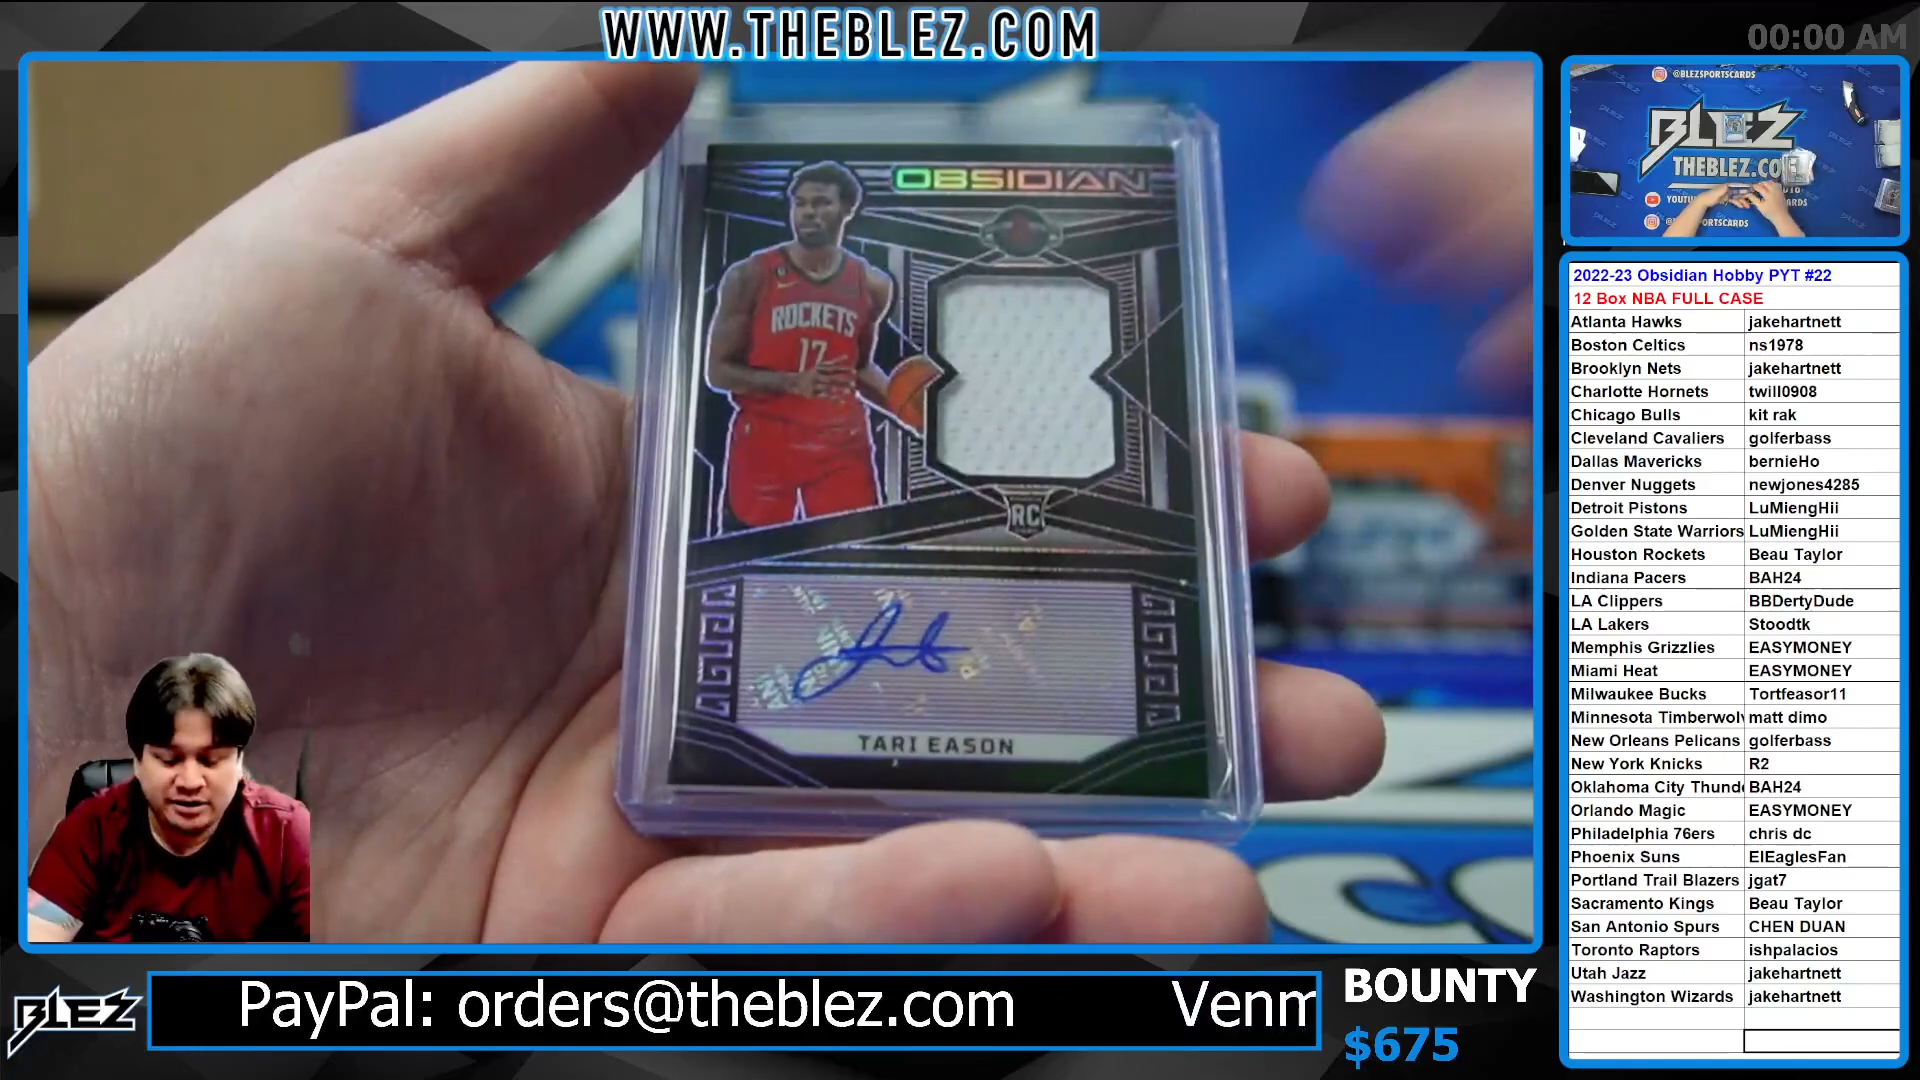 WWW.THEBLEZ.COM
00:00 AM
OBSIDIAN
ROCKETS
17
RC
TARI EASON
@BLEZSPORTSCARDS
BLEZ
2022-23 Obsidian Hobby PYT #22
12 Box NBA FULL CASE
Atlanta Hawks jakehartnett
Boston Celtics ns1978
Brooklyn Nets jakehartnett
Charlotte Hornets twill0908
Chicago Bulls kit rak
Cleveland Cavaliers golferbass
Dallas Mavericks bernieHo
Denver Nuggets newjones4285
Detroit Pistons LuMiengHii
Golden State Warriors LuMiengHii
Houston Rockets Beau Taylor
Indiana Pacers BAH24
LA Clippers BBDertyDude
LA Lakers Stoodtk
Memphis Grizzlies EASYMONEY
Miami Heat EASYMONEY
Milwaukee Bucks Tortfeasor11
Minnesota Timberwolv matt dimo
New Orleans Pelicans golferbass
New York Knicks R2
Oklahoma City Thund BAH24
Orlando Magic EASYMONEY
Philadelphia 76ers chris dc
Phoenix Suns ElEaglesFan
Portland Trail Blazers jgat7
Sacramento Kings Beau Taylor
San Antonio Spurs CHEN DUAN
Toronto Raptors ishpalacios
Utah Jazz jakehartnett
Washington Wizards jakehartnett
BLEZ
PayPal: orders@theblez.com Venm
BOUNTY
$675